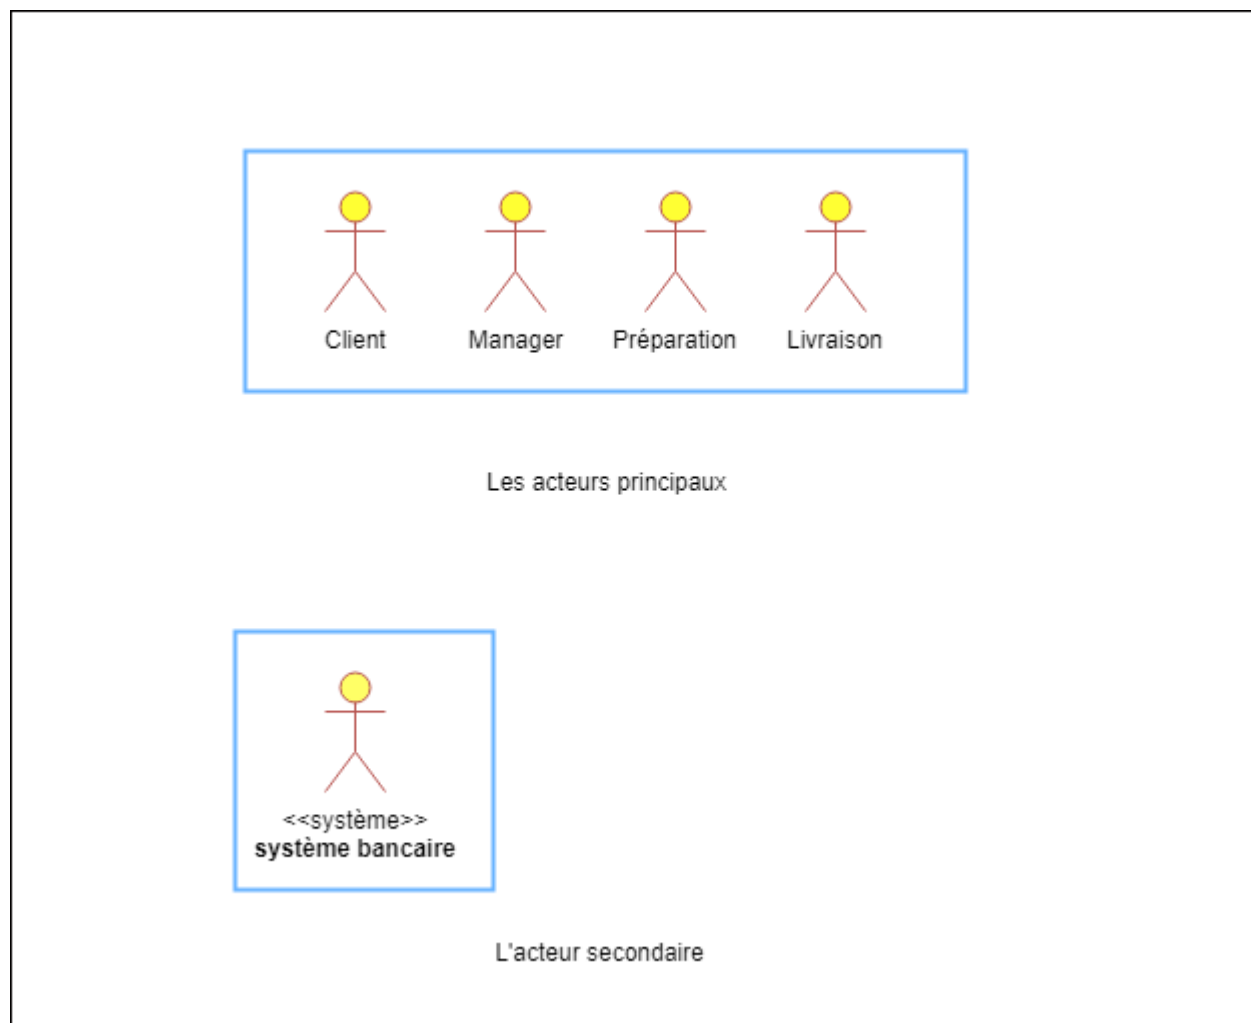 Client Manager Préparation Livraison
Les acteurs principaux
<<système>>
système bancaire
L'acteur secondaire